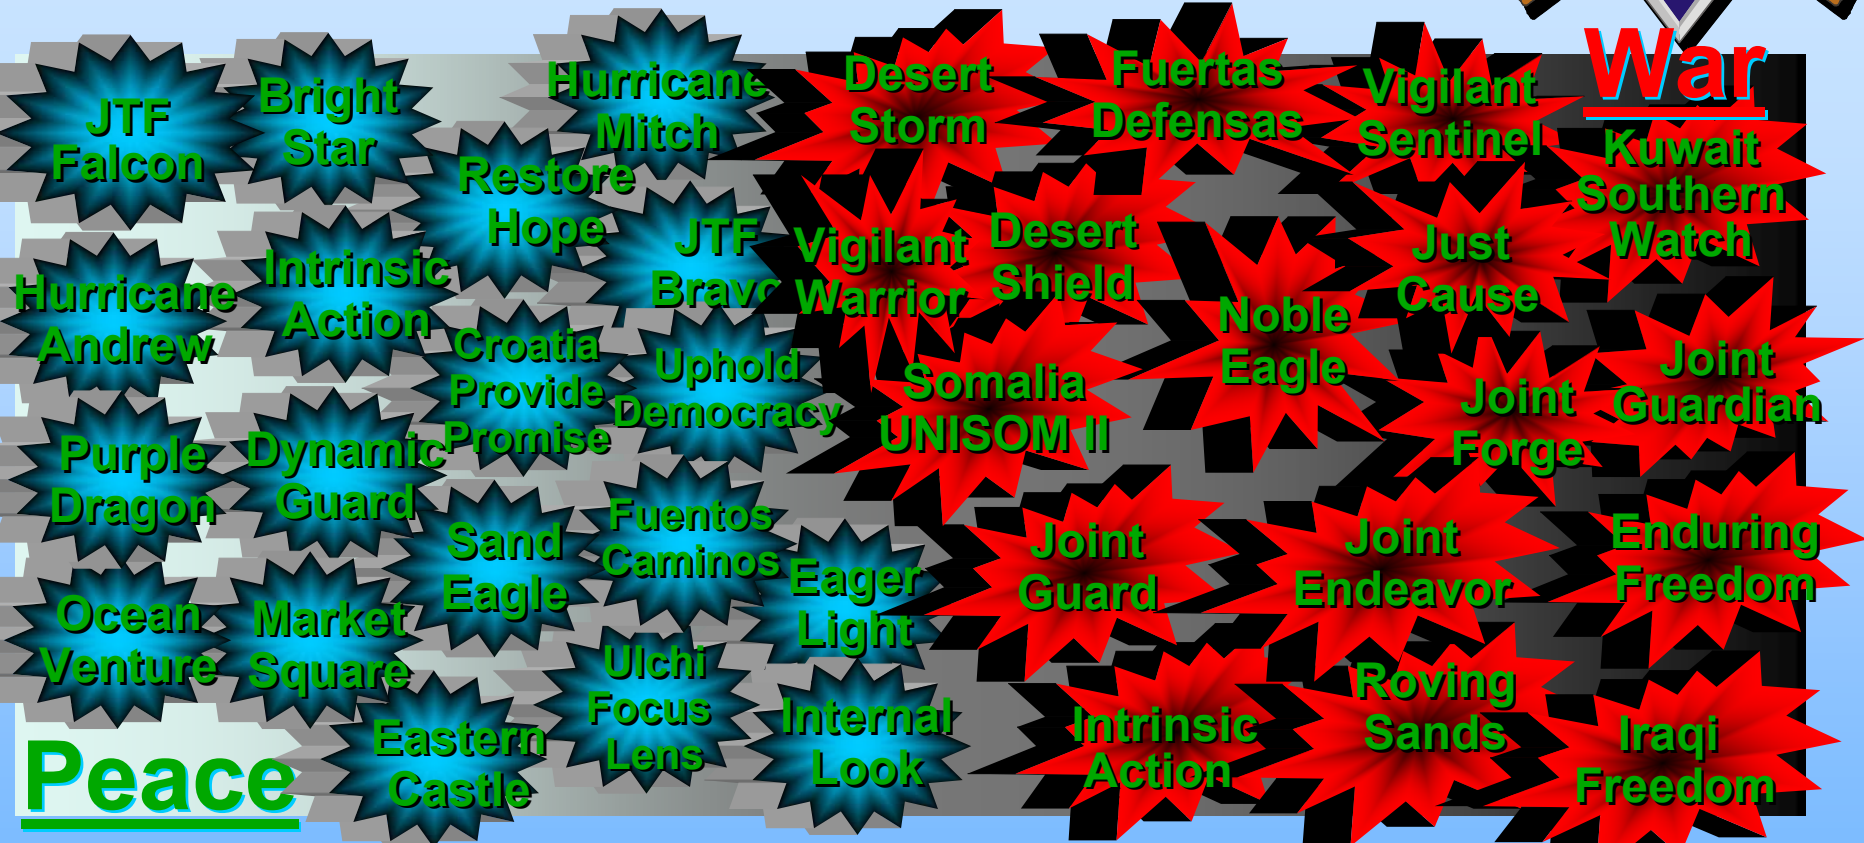 War
JTF
Falcon
Bright
Star
Hurricane
Mitch
Desert
Storm
Fuertas
Defensas
Vigilant
Sentinel
Kuwait
Southern
Watch
Restore
Hope
JTF
Bravo
Vigilant
Warrior
Desert
Shield
Just
Cause
Hurricane
Andrew
Intrinsic
Action
Croatia
Provide
Promise
Uphold
Democracy
Somalia
UNISOM II
Noble
Eagle
Joint
Forge
Joint
Guardian
Purple
Dragon
Dynamic
Guard
Sand
Eagle
Fuentos
Caminos
Eager
Light
Joint
Guard
Joint
Endeavor
Enduring
Freedom
Ocean
Venture
Market
Square
Eastern
Castle
Ulchi
Focus
Lens
Internal
Look
Intrinsic
Action
Roving
Sands
Iraqi
Freedom
Peace